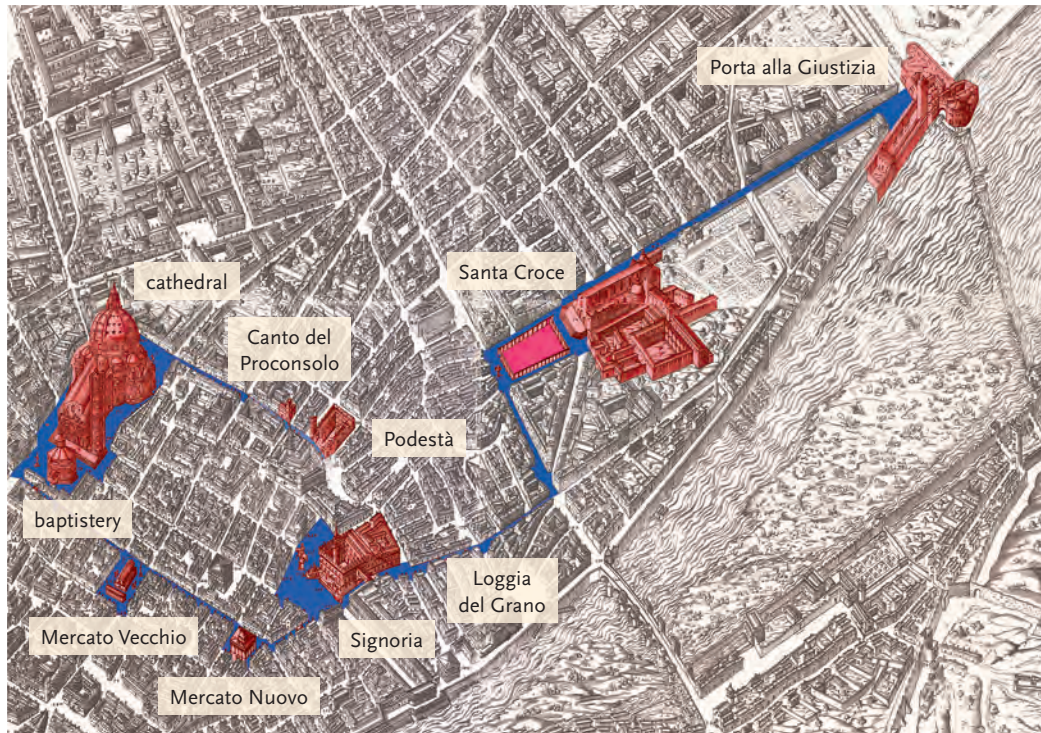 Porta alla Giustizia
Santa Croce
cathedral
Canto del
Proconsolo
Podestà
baptistery
Loggia
del Grano
Mercato Vecchio
Signoria
Mercato Nuovo